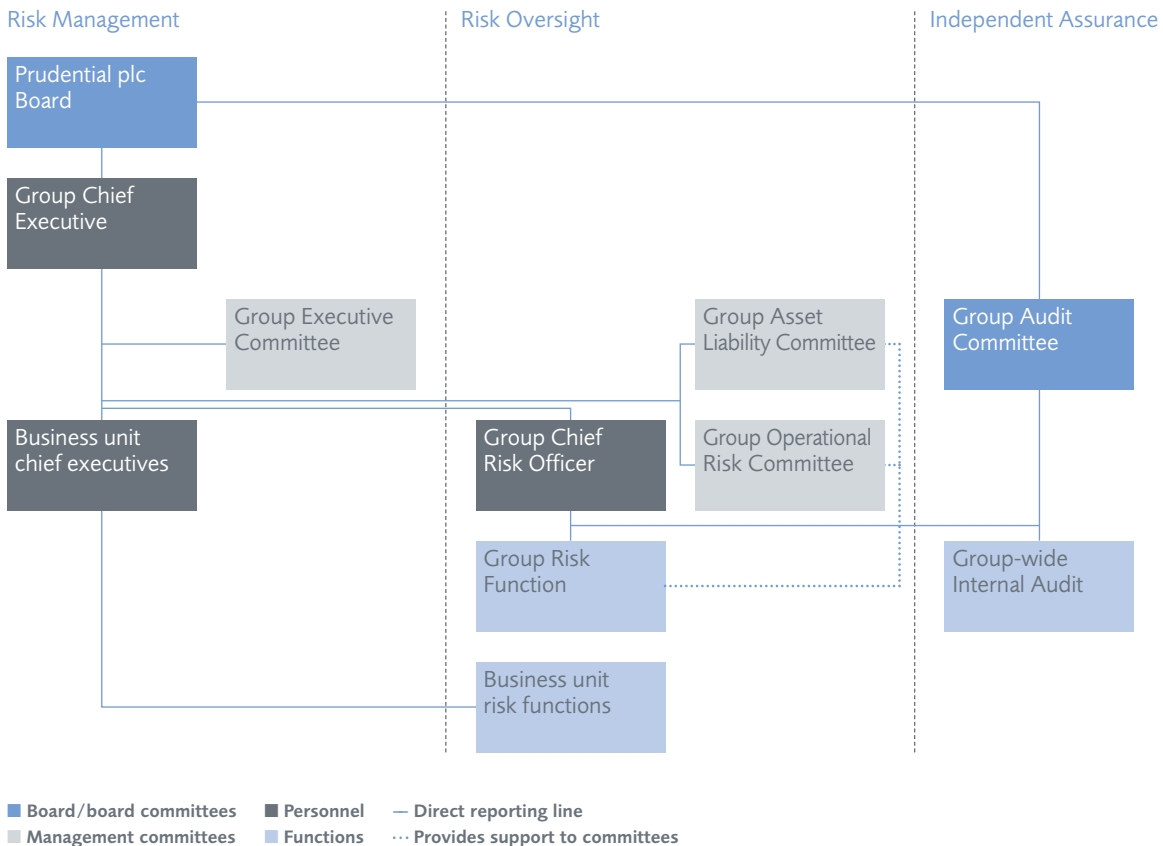 Risk Management
Risk Oversight
Independent Assurance
Prudential plc
Board
Group Chief
Executive
Group Executive
Committee
Group Asset
Liability Committee
Group Audit
Committee
Business unit
chief executives
Group Chief
Risk Officer
Group Operational
Risk Committee
Group Risk
Function
Group-wide
Internal Audit
Business unit
risk functions
Board/board committees
Personnel
Direct reporting line
Management committees
Functions
Provides support to committees